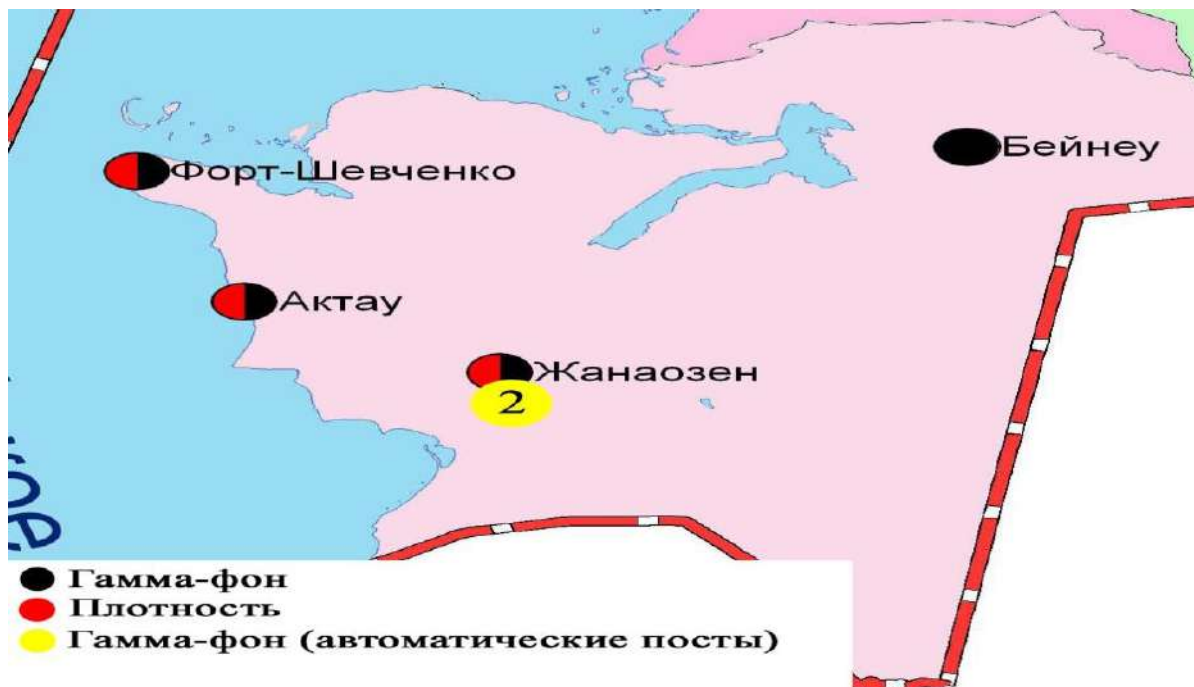 Бейнеу
Форт-Шевченко
Актау
Жанаозен
2
Гамма-фон
Плотность
Гамма-фон (автоматические посты)